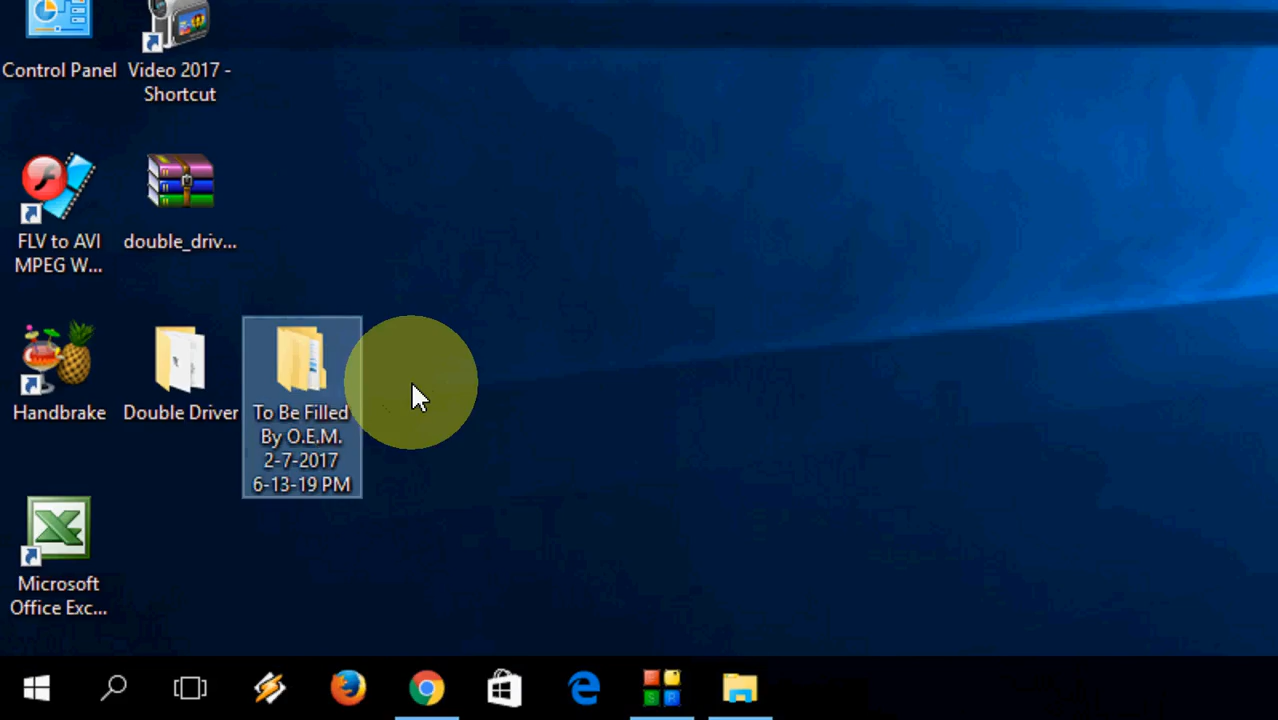 Control Panel
Video 2017 -
Shortcut
FLV to AVI
MPEG W...
double_driv...
Handbrake
Double Driver
To Be Filled
By O.E.M.
2-7-2017
6-13-19 PM
Microsoft
Office Exc...